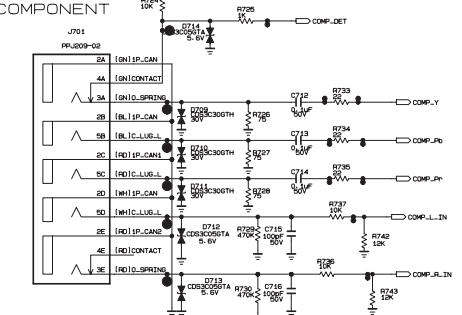 COMPONENT
R724
10K
R725
1K
COMP_DET
D714
5.6V
J701
PPJ209-02
2A [GN]1P_CAN
4A [GN]CONTACT
3A [GN]O_SPRING
2B [BL]1P_CAN
5B [BL]C_LUG_L
2C [RD]1P_CAN1
5C [RD]C_LUG_L
2D [WH]1P_CAN
5D [WH]C_LUG_L
2E [RD]1P_CAN2
4E [RD]CONTACT
3E [RD]O_SPRING
D709
CDS3C30GTH
30V
R726
75
C712
0.1uF
50V
R733
22
COMP_Y
D710
CDS3C30GTH
30V
R727
75
C713
0.1uF
50V
R734
22
COMP_Pb
D711
CDS3C30GTH
30V
R728
75
C714
0.1uF
50V
R735
22
COMP_Pr
D712
CDS3C05GTA
5.6V
R729
470K
C715
100pF
50V
R737
10K
COMP_L_IN
R742
12K
D713
CDS3C05GTA
5.6V
R730
470K
C716
100pF
50V
R736
10K
COMP_R_IN
R743
12K